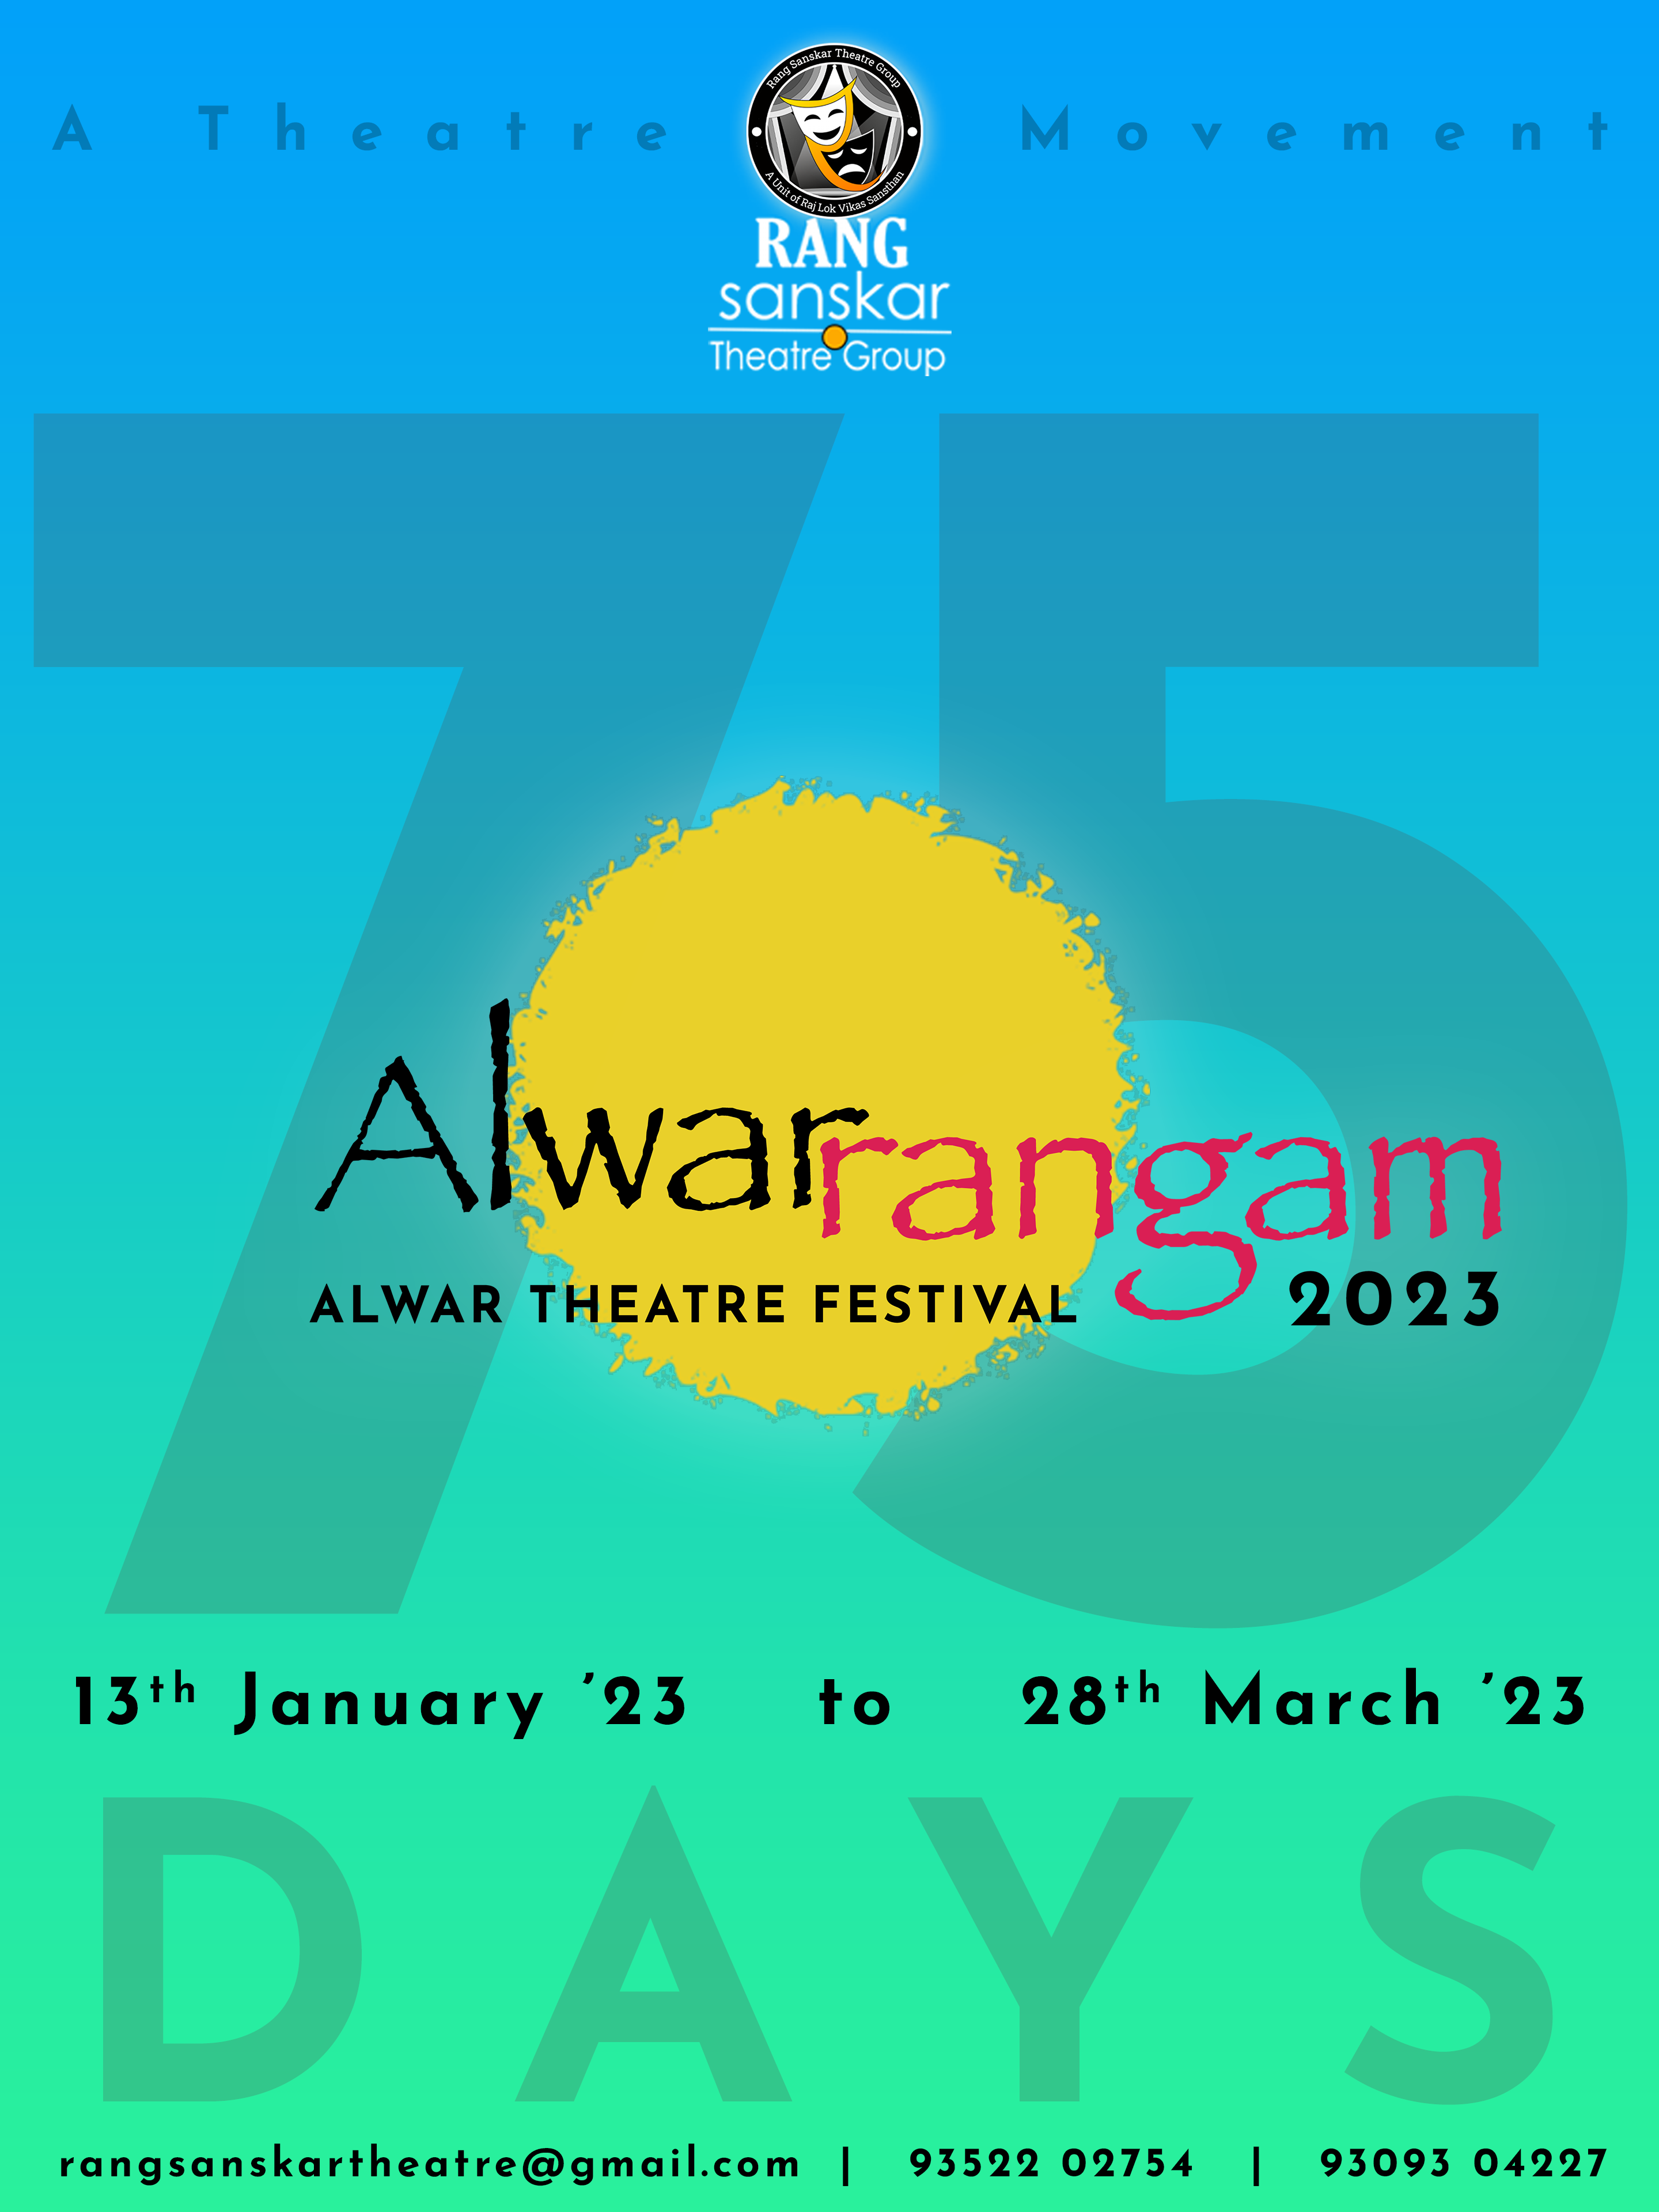 Rang Sanskar Theatre Group
A Theatre Movement
A Unit of Raj Lok Vikas Sansthan
RANG
sanskar
Theatre Group
75
Alwarrangam
ALWAR THEATRE FESTIVAL 2023
13th January '23 to 28th March '23
DAYS
rangsanskartheatre@gmail.com | 93522 02754 | 93093 04227